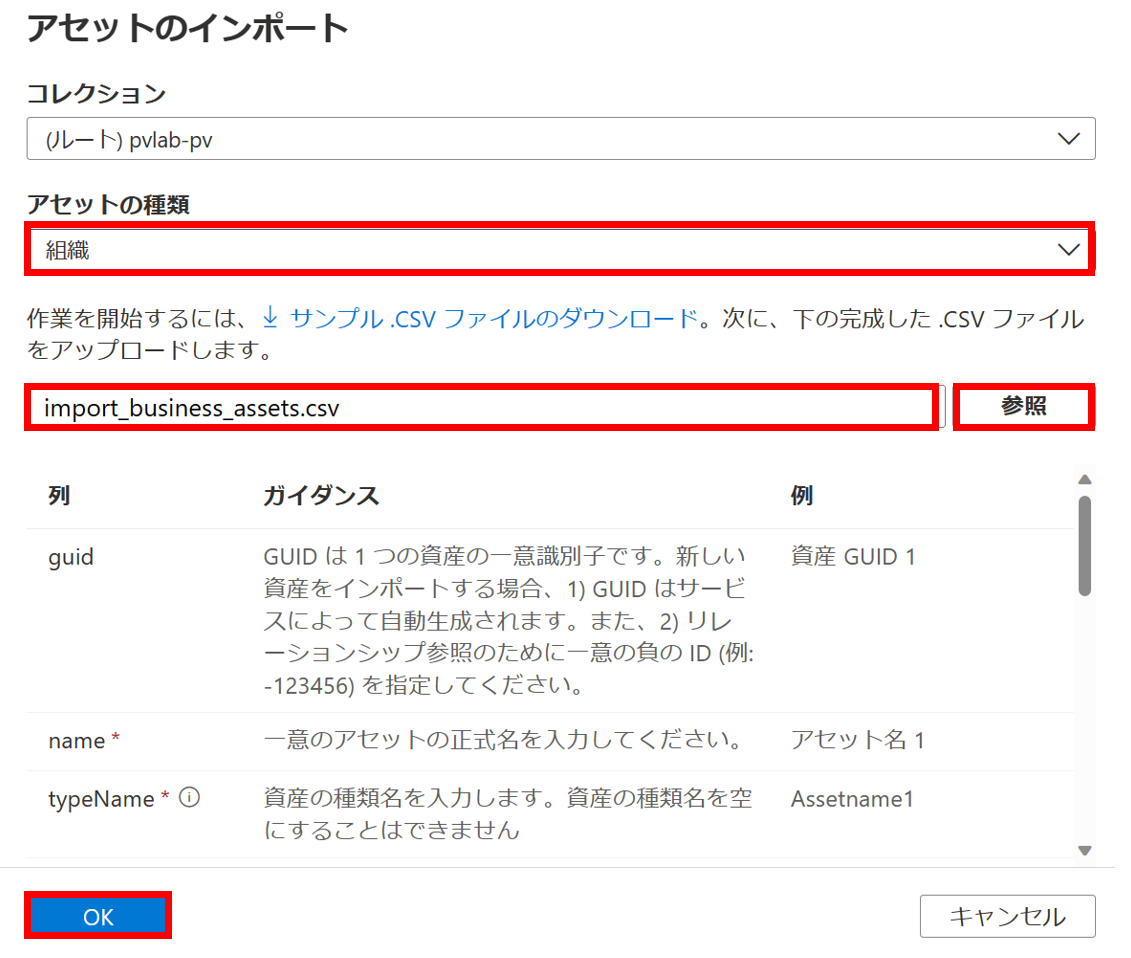 アセットのインポート
コレクション
(ルート) pvlab-pv
アセットの種類
組織
作業を開始するには、↓ サンプル .CSV ファイルのダウンロード。次に、下の完成した .CSV ファイル
をアップロードします。
import_business_assets.csv 参照
列 ガイダンス 例
guid GUID は 1 つの資産の一意識別子です。新しい 資産 GUID 1
資産をインポートする場合、1) GUID はサービ
スによって自動生成されます。また、2) リレ
ーションシップ参照のために一意の負の ID (例:
-123456) を指定してください。
name * 一意のアセットの正式名を入力してください。 アセット名 1
typeName * 資産の種類名を入力します。資産の種類名を空 Assetname1
にすることはできません
OK キャンセル